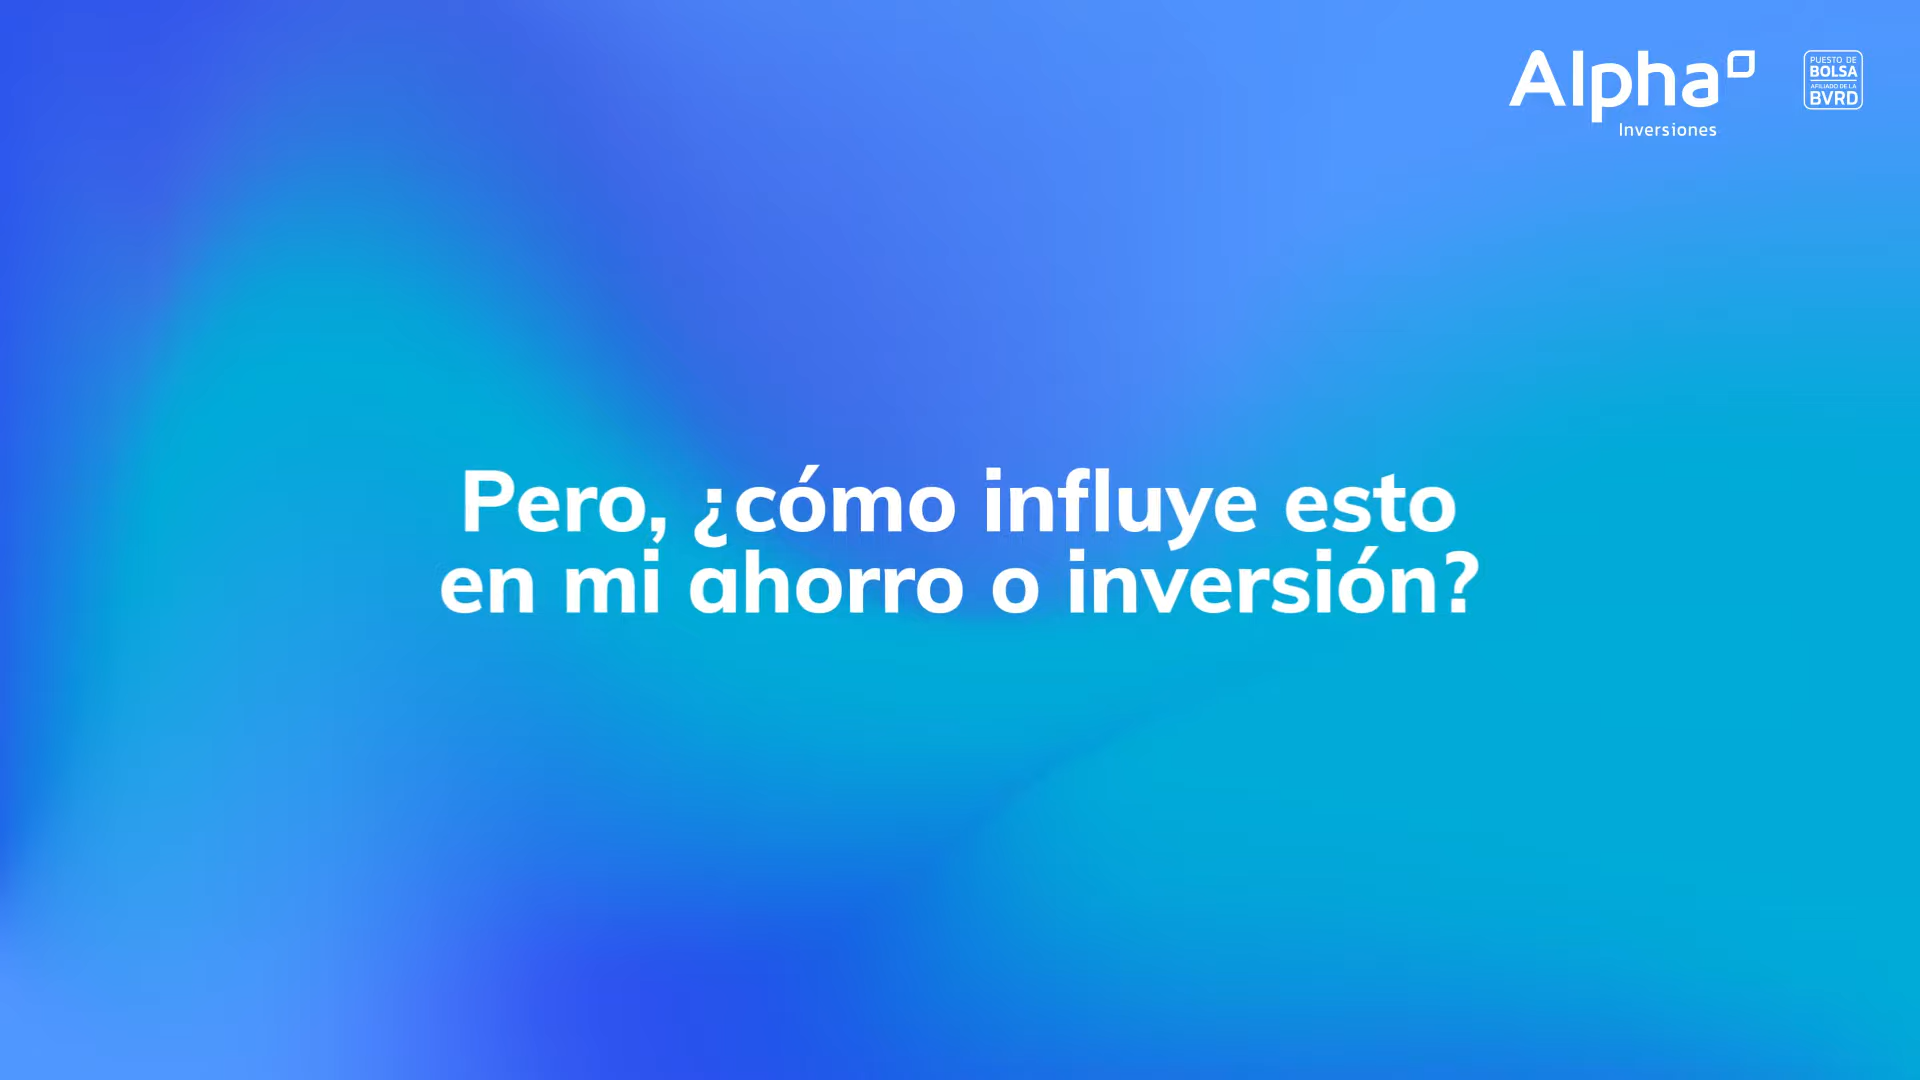 Alpha
Inversiones
PUESTO DE
BOLSA
AFILIADO DE LA
BVRD
Pero, ¿cómo influye esto
en mi ahorro o inversión?